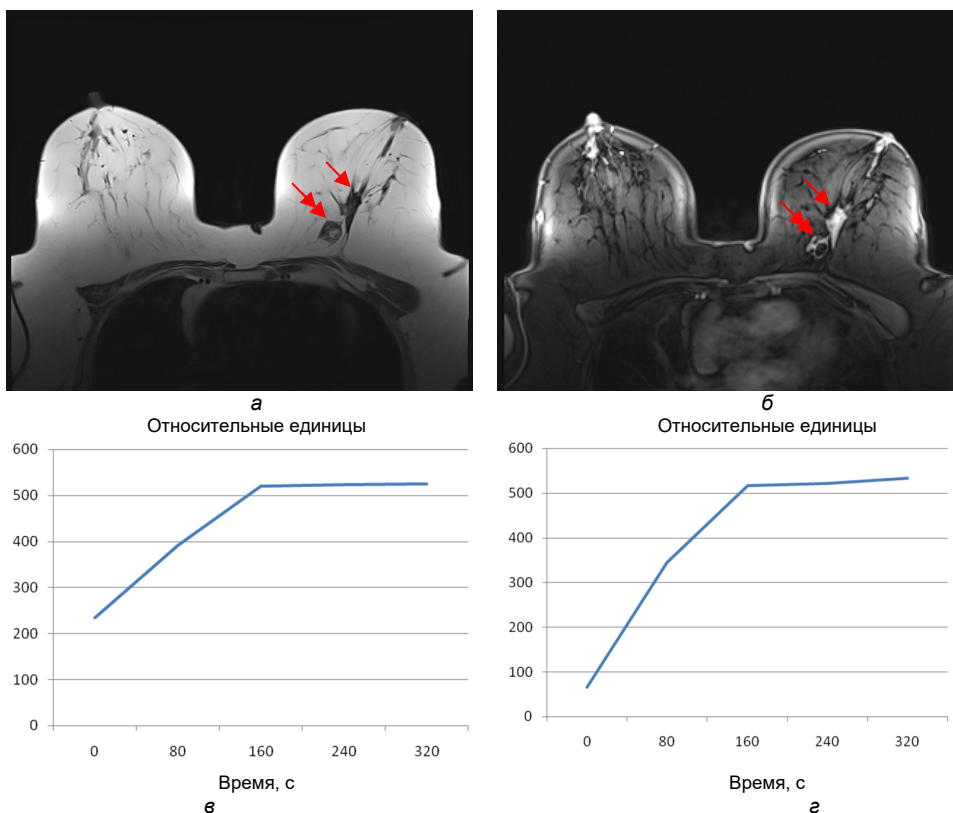 а
б
Относительные единицы
600
500
400
300
200
100
0
0 80 160 240 320
Время, с
в
Относительные единицы
600
500
400
300
200
100
0
0 80 160 240 320
Время, с
г